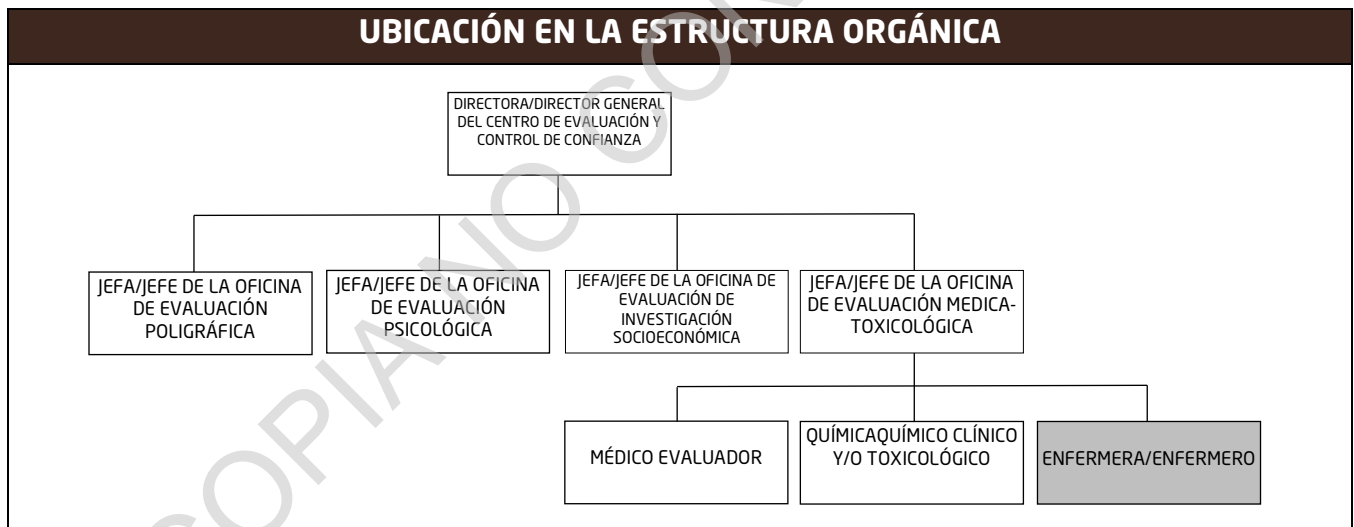 UBICACIÓN EN LA ESTRUCTURA ORGÁNICA
DIRECTORA/DIRECTOR GENERAL
DEL CENTRO DE EVALUACIÓN Y
CONTROL DE CONFIANZA
JEFA/JEFE DE LA OFICINA
DE EVALUACIÓN
POLIGRÁFICA
JEFA/JEFE DE LA OFICINA
DE EVALUACIÓN
PSICOLÓGICA
JEFA/JEFE DE LA OFICINA DE
EVALUACIÓN DE
INVESTIGACIÓN
SOCIOECONÓMICA
JEFA/JEFE DE LA OFICINA
DE EVALUACIÓN MEDICA-
TOXICOLÓGICA
MÉDICO EVALUADOR
QUÍMICAQUÍMICO CLÍNICO
Y/O TOXICOLÓGICO
ENFERMERA/ENFERMERO
COPIA NO